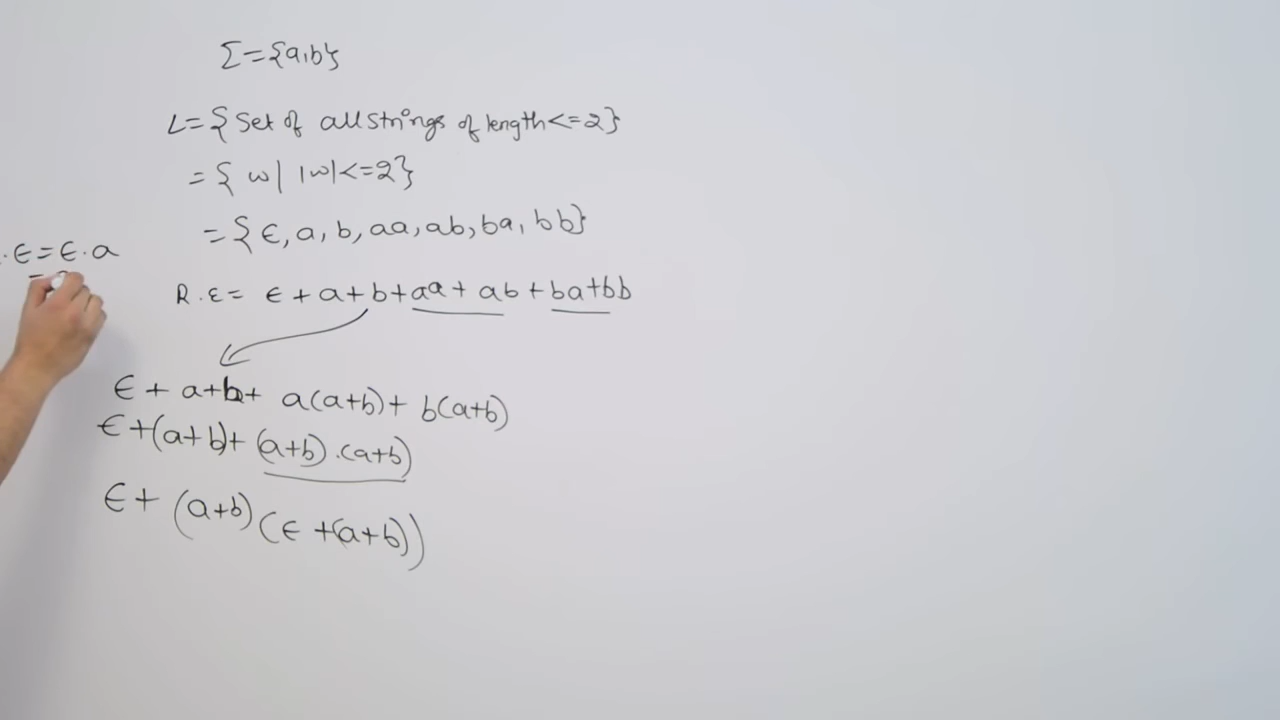 Σ={a,b}
L={Set of all strings of length<=2}
={ w| |w|<=2}
={ϵ, a, b, aa, ab, ba, bb}
·ϵ=ϵ·a
=
R.ε= ϵ+a+b+aa+ab+ba+bb
ϵ+ a+b+ a(a+b)+ b(a+b)
ϵ+(a+b)+(a+b).(a+b)
ϵ+ (a+b)(ϵ+(a+b))